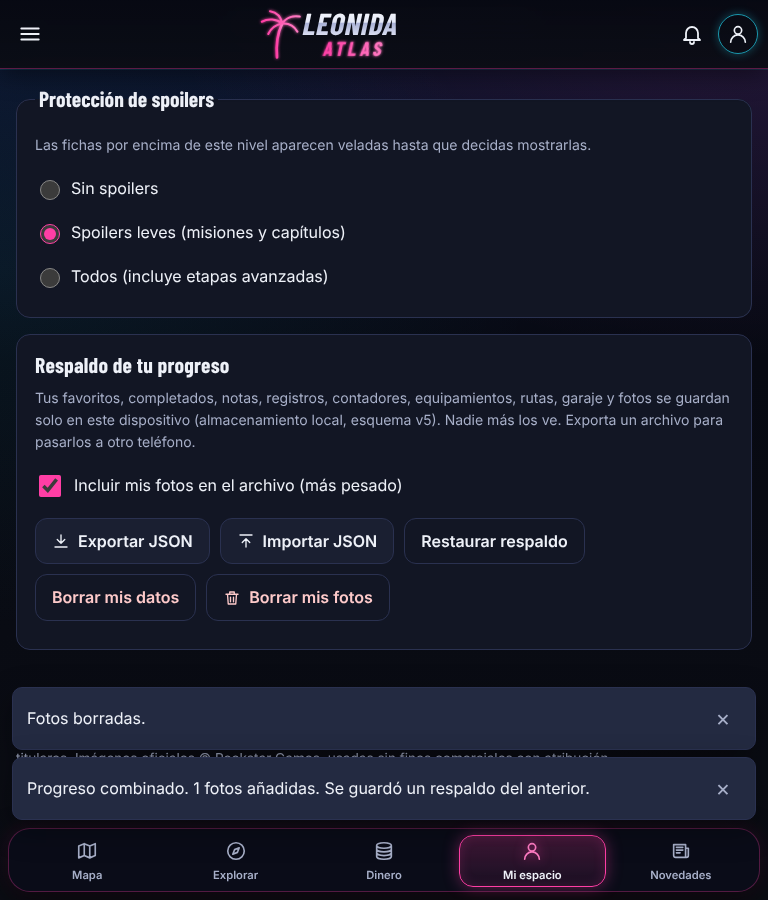 LEONIDA
ATLAS
Protección de spoilers
Las fichas por encima de este nivel aparecen veladas hasta que decidas mostrarlas.
Sin spoilers
Spoilers leves (misiones y capítulos)
Todos (incluye etapas avanzadas)
Respaldo de tu progreso
Tus favoritos, completados, notas, registros, contadores, equipamientos, rutas, garaje y fotos se guardan
solo en este dispositivo (almacenamiento local, esquema v5). Nadie más los ve. Exporta un archivo para
pasarlos a otro teléfono.
Incluir mis fotos en el archivo (más pesado)
Exportar JSON Importar JSON Restaurar respaldo
Borrar mis datos Borrar mis fotos
Fotos borradas.
Progreso combinado. 1 fotos añadidas. Se guardó un respaldo del anterior.
Mapa Explorar Dinero Mi espacio Novedades